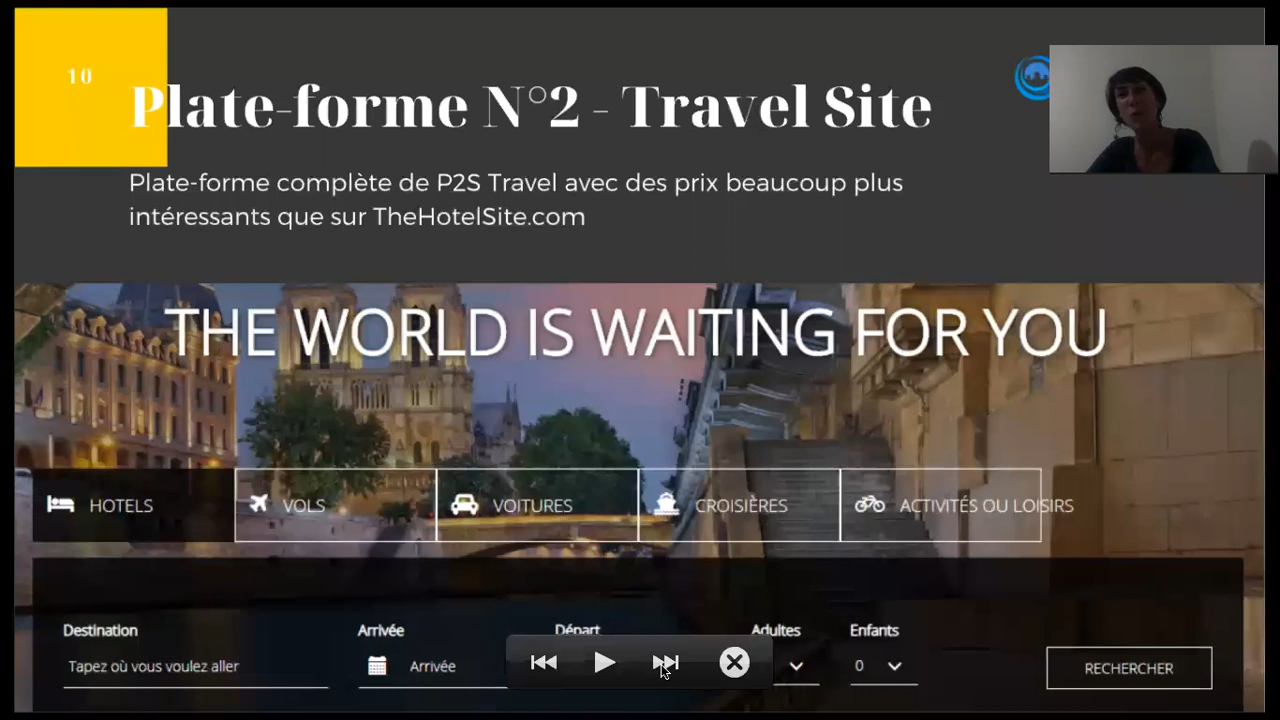 10
Plate-forme N°2 - Travel Site
Plate-forme complète de P2S Travel avec des prix beaucoup plus
intéressants que sur TheHotelSite.com
THE WORLD IS WAITING FOR YOU
HOTELS VOLS VOITURES CROISIÈRES ACTIVITÉS OU LOISIRS
Destination Arrivée Départ Adultes Enfants
Tapez où vous voulez aller Arrivée 0 RECHERCHER